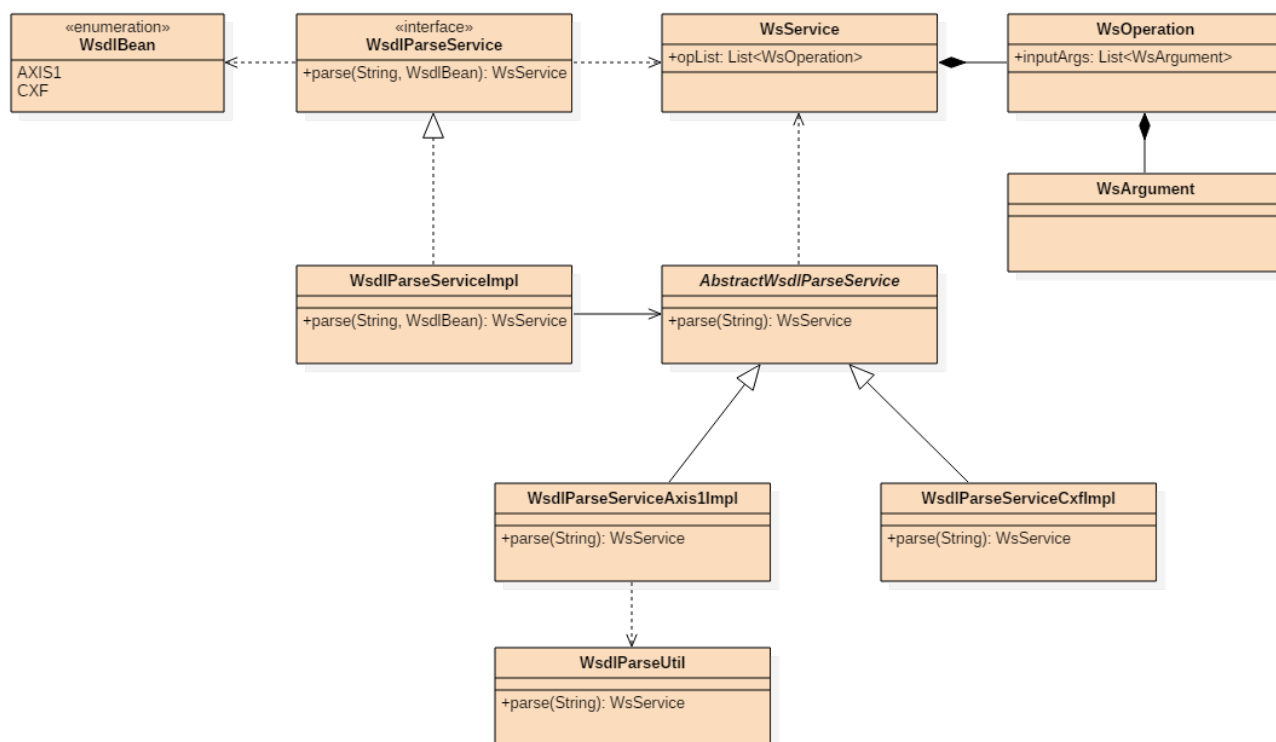 «enumeration»
WsdlBean
AXIS1
CXF
«interface»
WsdlParseService
+parse(String, WsdlBean): WsService
WsService
+opList: List<WsOperation>
WsOperation
+inputArgs: List<WsArgument>
WsArgument
WsdlParseServiceImpl
+parse(String, WsdlBean): WsService
AbstractWsdlParseService
+parse(String): WsService
WsdlParseServiceAxis1Impl
+parse(String): WsService
WsdlParseServiceCxfImpl
+parse(String): WsService
WsdlParseUtil
+parse(String): WsService